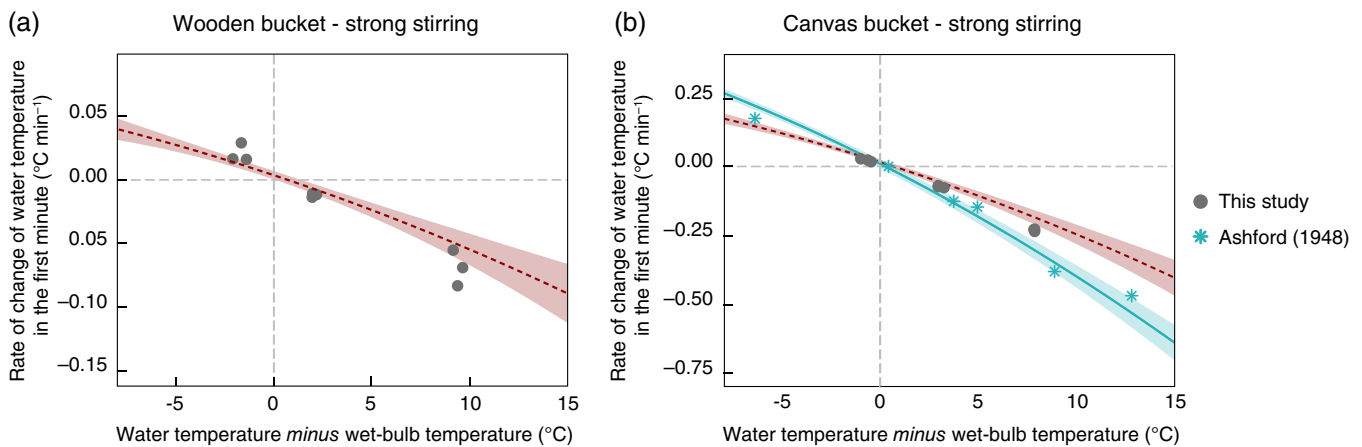 (a)
Wooden bucket - strong stirring
Rate of change of water temperature
in the first minute (°C min⁻¹)
0.05
0.00
0.05
–0.10
–0.15
-5
0
5
10
15
Water temperature minus wet-bulb temperature (°C)
(b)
Canvas bucket - strong stirring
Rate of change of water temperature
in the first minute (°C min⁻¹)
0.25
0.00
–0.25
–0.50
–0.75
-5
0
5
10
15
Water temperature minus wet-bulb temperature (°C)
This study
Ashford (1948)